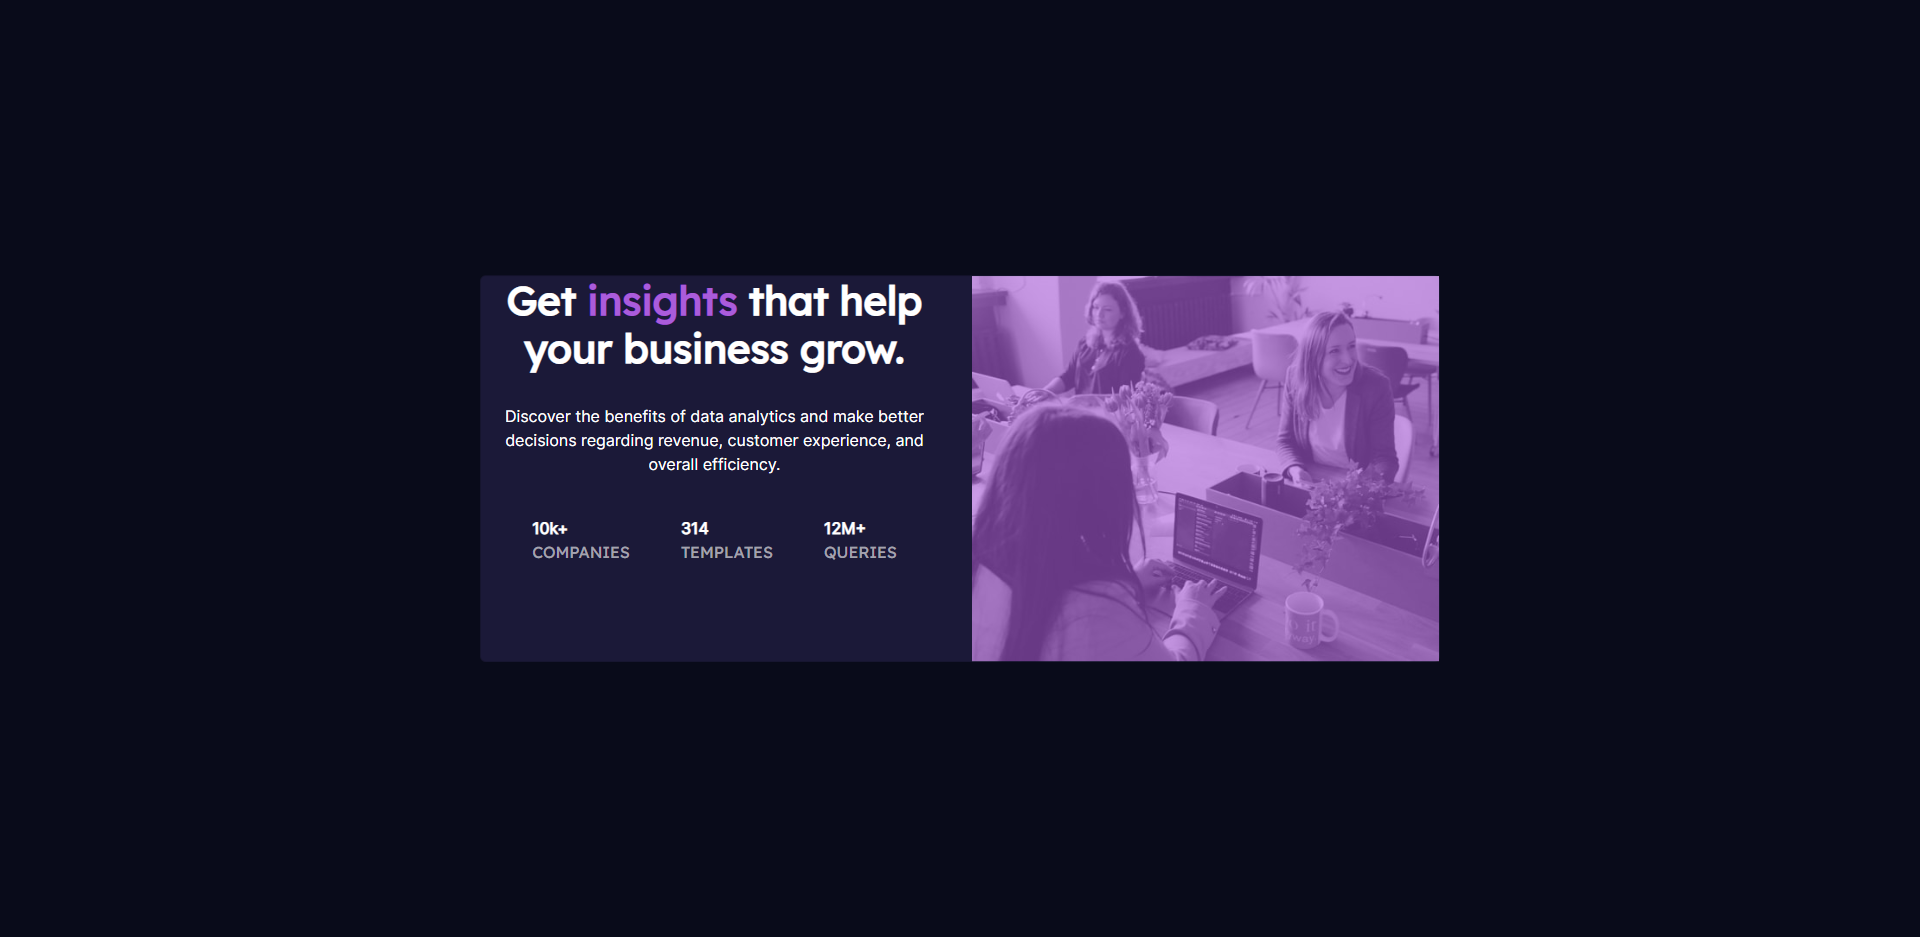 Get insights that help
your business grow.
Discover the benefits of data analytics and make better
decisions regarding revenue, customer experience, and
overall efficiency.
10k+ 314 12M+
COMPANIES TEMPLATES QUERIES